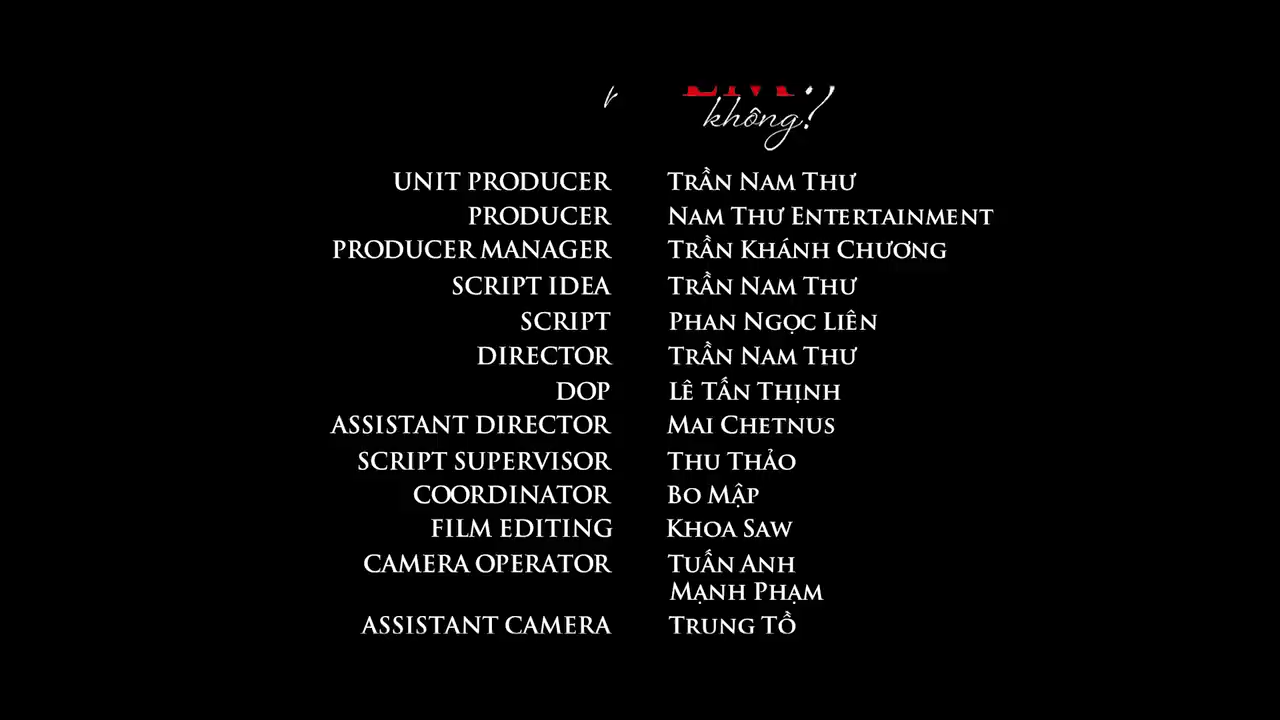 không?
UNIT PRODUCER Trần Nam Thư
PRODUCER Nam Thư Entertainment
PRODUCER MANAGER Trần Khánh Chương
SCRIPT IDEA Trần Nam Thư
SCRIPT Phan Ngọc Liên
DIRECTOR Trần Nam Thư
DOP Lê Tấn Thịnh
ASSISTANT DIRECTOR Mai Chetnus
SCRIPT SUPERVISOR Thu Thảo
COORDINATOR Bo Mập
FILM EDITING Khoa Saw
CAMERA OPERATOR Tuấn Anh
Mạnh Phạm
ASSISTANT CAMERA Trung Tồ